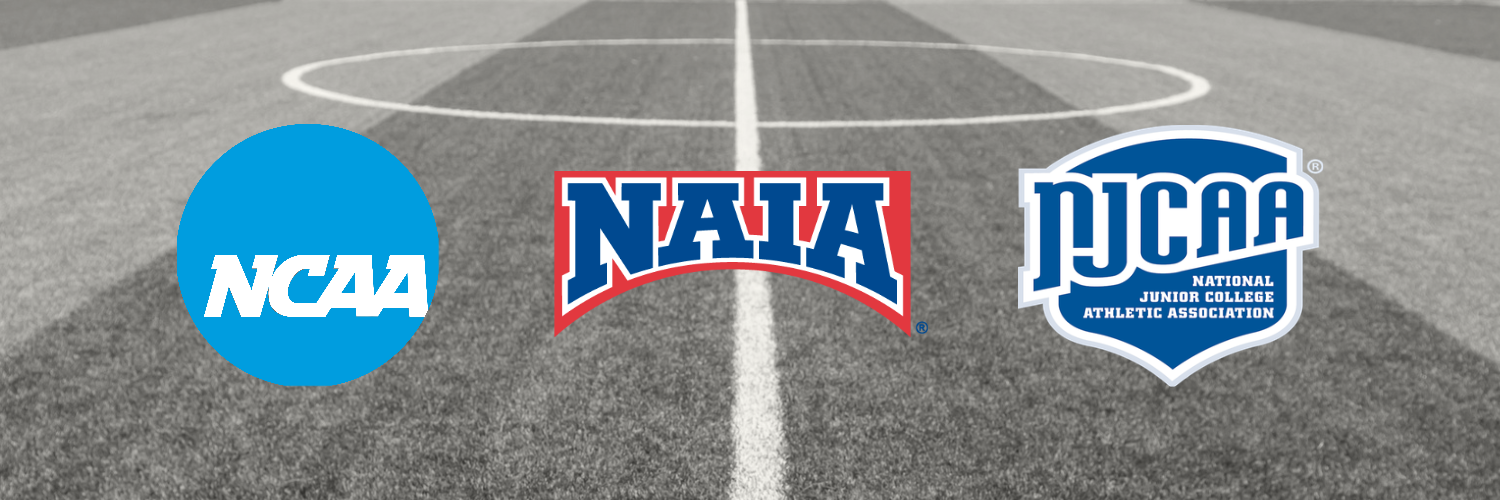 NCAA
NAIA
®
NJCAA
®
NATIONAL
JUNIOR COLLEGE
ATHLETIC ASSOCIATION